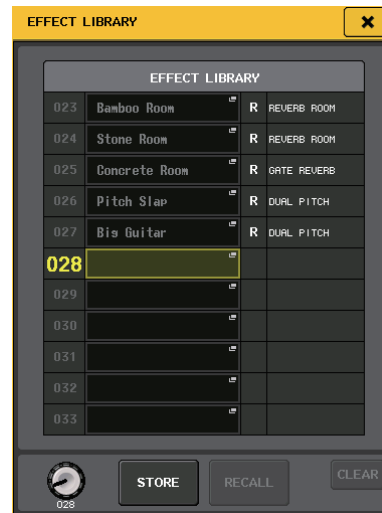 EFFECT LIBRARY
EFFECT LIBRARY
023 Bamboo Room R REVERB ROOM
024 Stone Room R REVERB ROOM
025 Concrete Room R GATE REVERB
026 Pitch Slap R DUAL PITCH
027 Big Guitar R DUAL PITCH
028
029
030
031
032
033
STORE RECALL CLEAR
028